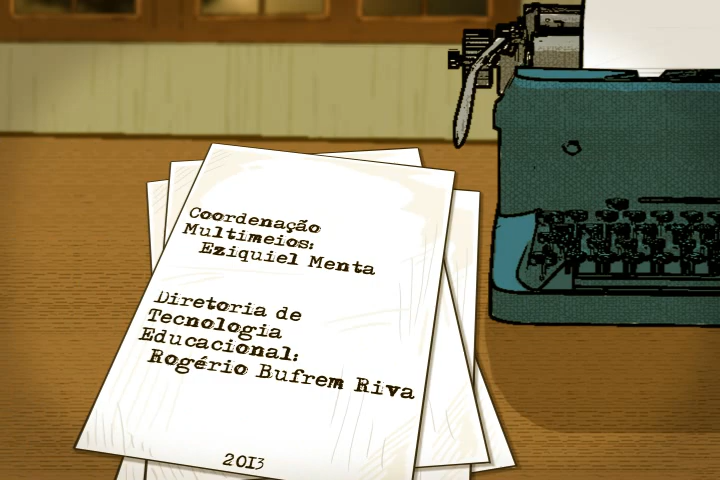 Coordenação
Multimeios:
Eziquiel Menta
Diretoria de
Tecnologia
Educacional:
Rogério Bufrem Riva
2013